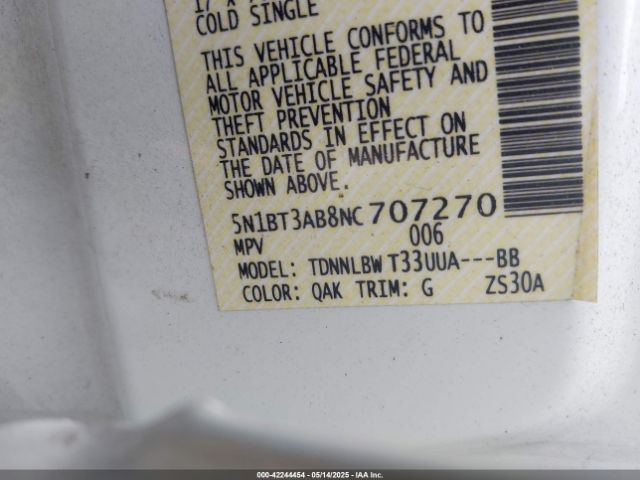 COLD SINGLE
THIS VEHICLE CONFORMS TO
ALL APPLICABLE FEDERAL
MOTOR VEHICLE SAFETY AND
THEFT PREVENTION
STANDARDS IN EFFECT ON
THE DATE OF MANUFACTURE
SHOWN ABOVE.
5N1BT3AB8NC707270
MPV 006
MODEL: TDNNLBW T33UUA---BB
COLOR: QAK TRIM: G ZS30A
000-42244454 - 05/14/2025 - IAA Inc.